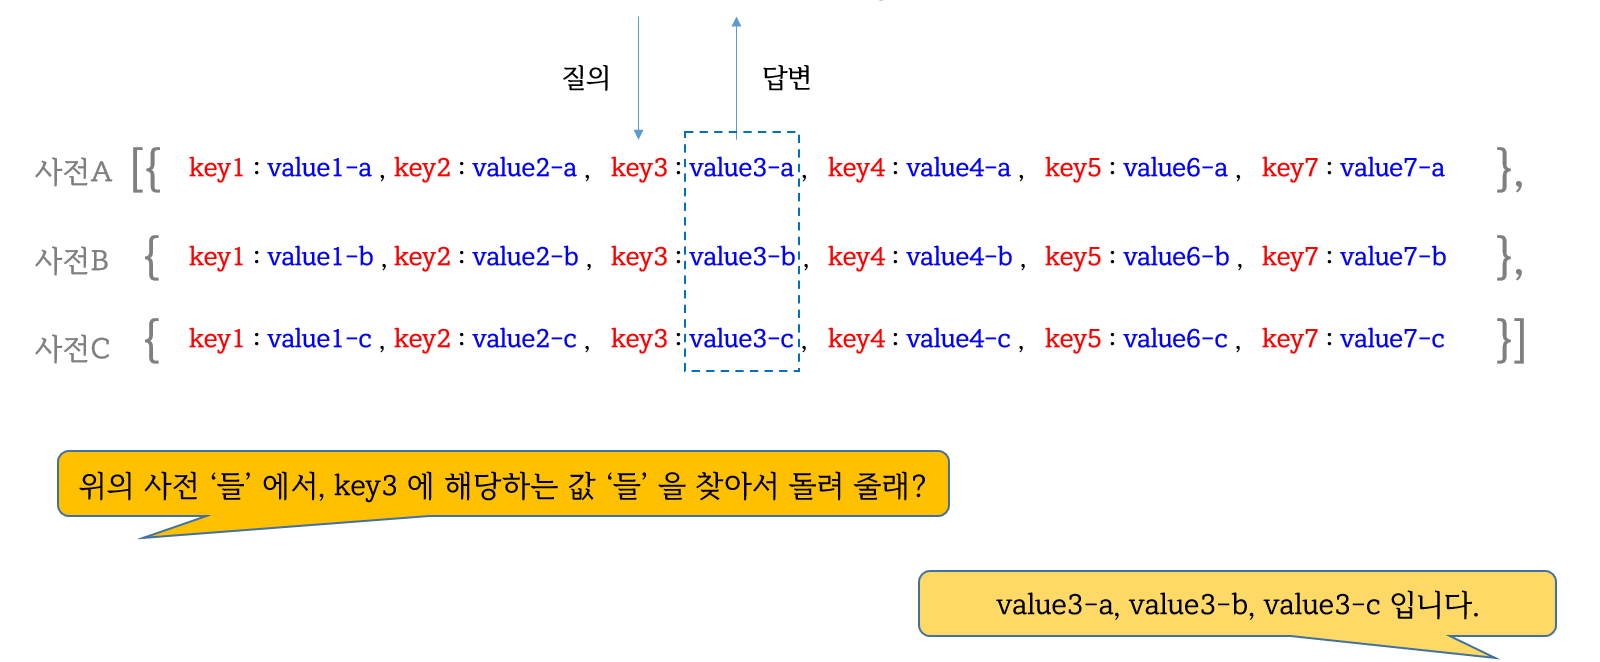 질의 답변
사전A [{ key1 : value1-a , key2 : value2-a , key3 : value3-a , key4 : value4-a , key5 : value6-a , key7 : value7-a },
사전B { key1 : value1-b , key2 : value2-b , key3 : value3-b , key4 : value4-b , key5 : value6-b , key7 : value7-b },
사전C { key1 : value1-c , key2 : value2-c , key3 : value3-c , key4 : value4-c , key5 : value6-c , key7 : value7-c }]
위의 사전 ‘들’ 에서, key3 에 해당하는 값 ‘들’ 을 찾아서 돌려 줄래?
value3-a, value3-b, value3-c 입니다.